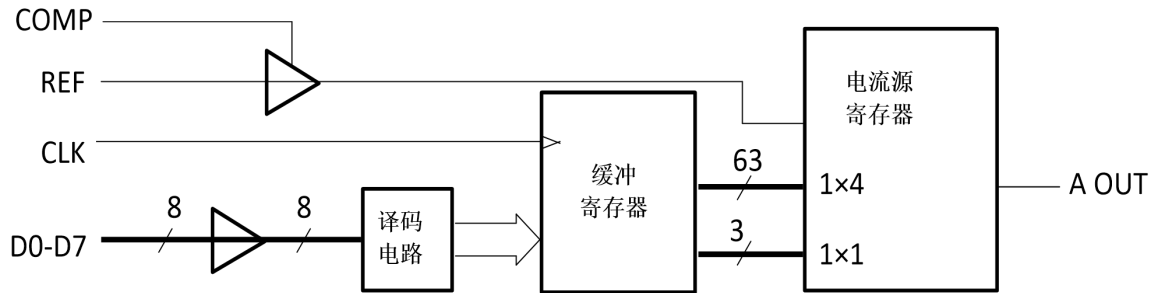 COMP
REF
CLK
D0-D7
8
8
译码
电路
缓冲
寄存器
63
3
电流源
寄存器
1×4
1×1
A OUT